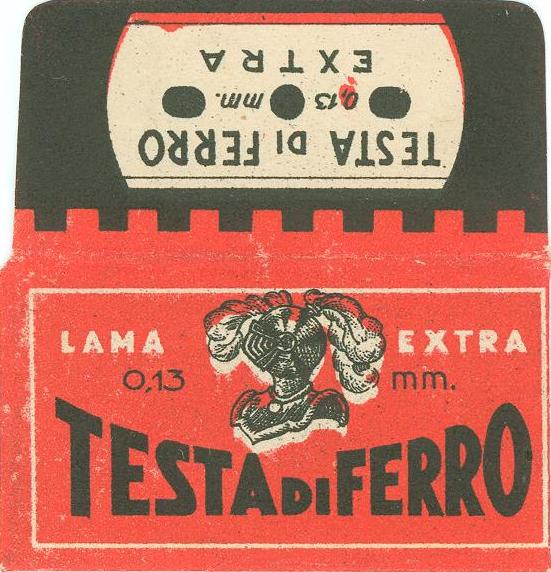 TESTA DI FERRO
0,13 mm.
EXTRA
LAMA EXTRA
0,13 mm.
TESTA DI FERRO